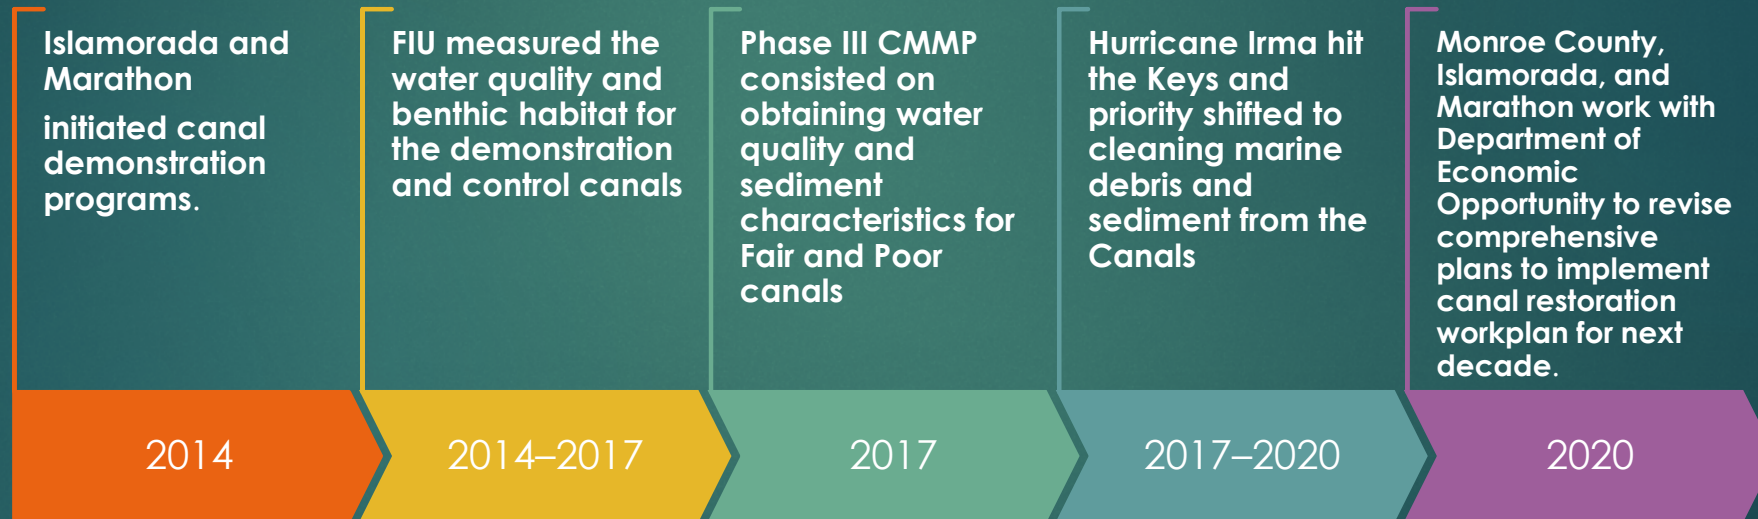 Islamorada and
Marathon
initiated canal
demonstration
programs.
FIU measured the
water quality and
benthic habitat for
the demonstration
and control canals
Phase III CMMP
consisted on
obtaining water
quality and
sediment
characteristics for
Fair and Poor
canals
Hurricane Irma hit
the Keys and
priority shifted to
cleaning marine
debris and
sediment from the
Canals
Monroe County,
Islamorada, and
Marathon work with
Department of
Economic
Opportunity to revise
comprehensive
plans to implement
canal restoration
workplan for next
decade.
2014
2014–2017
2017
2017–2020
2020